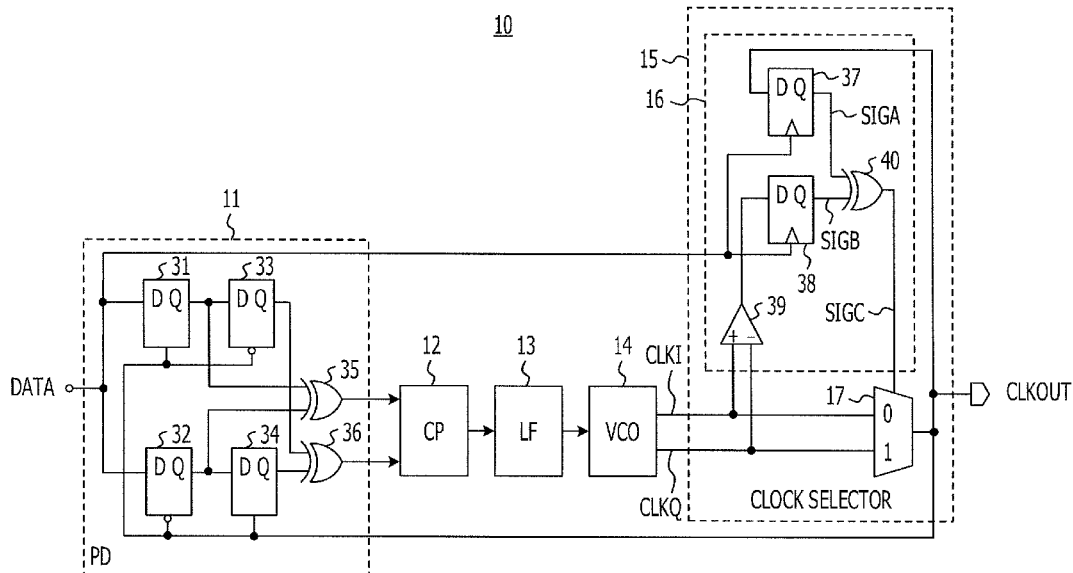 10
15
16
D Q
37
SIGA
40
D Q
SIGB
38
39
SIGC
11
31
D Q
33
D Q
35
DATA
32
D Q
34
D Q
36
PD
12
CP
13
LF
14
VCO
CLKI
CLKQ
+ -
17
0
1
CLKOUT
CLOCK SELECTOR